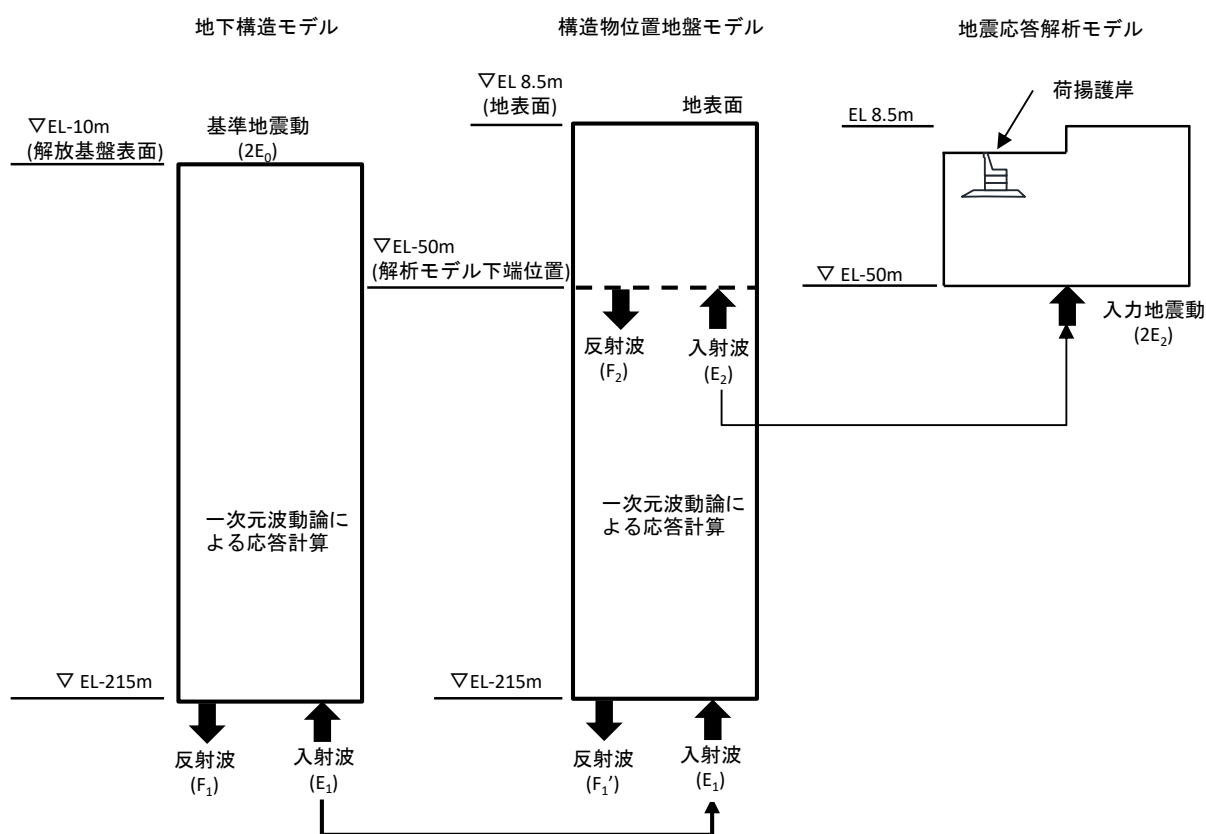 地下構造モデル
構造物位置地盤モデル
地震応答解析モデル
▽EL-10m
(解放基盤表面)
基準地震動
(2E₀)
▽EL 8.5m
(地表面)
地表面
EL 8.5m
荷揚護岸
▽EL-50m
(解析モデル下端位置)
▽ EL-50m
反射波
(F₂)
入射波
(E₂)
入力地震動
(2E₂)
一次元波動論に
よる応答計算
一次元波動論に
よる応答計算
▽ EL-215m
▽EL-215m
反射波
(F₁)
入射波
(E₁)
反射波
(F₁')
入射波
(E₁)